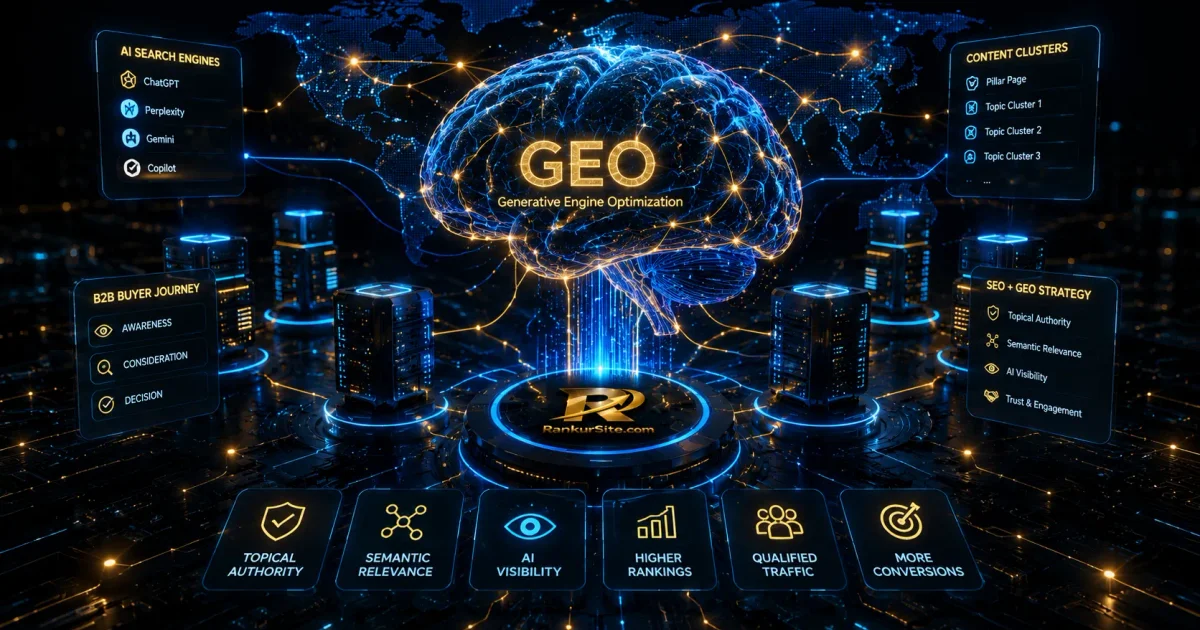 AI SEARCH ENGINES
ChatGPT
Perplexity
Gemini
Copilot
CONTENT CLUSTERS
Pillar Page
Topic Cluster 1
Topic Cluster 2
Topic Cluster 3
...
GEO
Generative Engine Optimization
B2B BUYER JOURNEY
AWARENESS
CONSIDERATION
DECISION
SEO + GEO STRATEGY
Topical Authority
Semantic Relevance
AI Visibility
Trust & Engagement
R
RankurSite.com
TOPICAL
AUTHORITY
SEMANTIC
RELEVANCE
AI
VISIBILITY
HIGHER
RANKINGS
QUALIFIED
TRAFFIC
MORE
CONVERSIONS